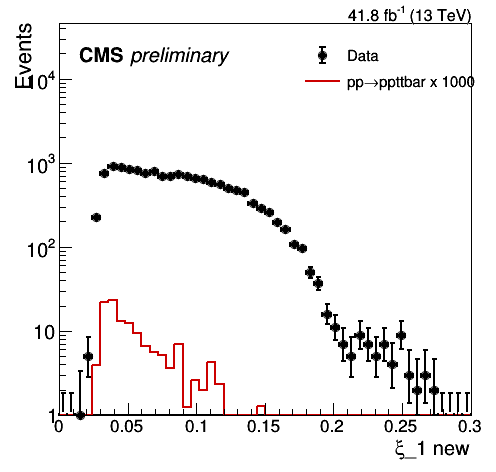 41.8 fb⁻¹ (13 TeV)
Events
CMS preliminary
Data
pp→ppttbar x 1000
10⁴
10³
10²
10
1
0 0.05 0.1 0.15 0.2 0.25 0.3
ξ_1 new